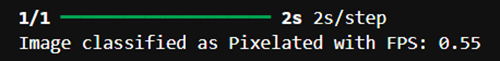 1/1 ━━━━━━━━━━━━━━━━━━━━ 2s 2s/step
Image classified as Pixelated with FPS: 0.55